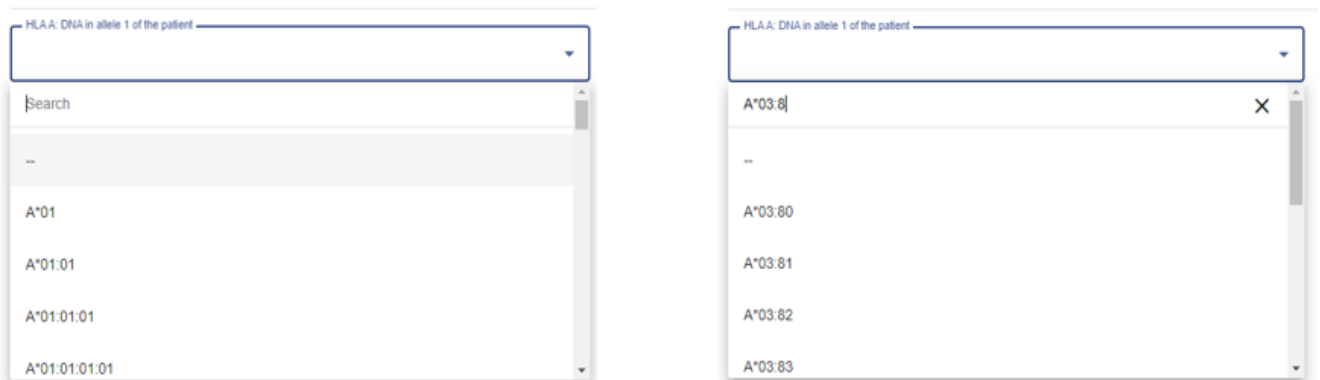 HLA A: DNA in allele 1 of the patient
Search
--
A*01
A*01:01
A*01:01:01
A*01:01:01:01
HLA A: DNA in allele 1 of the patient
A*03:8
--
A*03:80
A*03:81
A*03:82
A*03:83